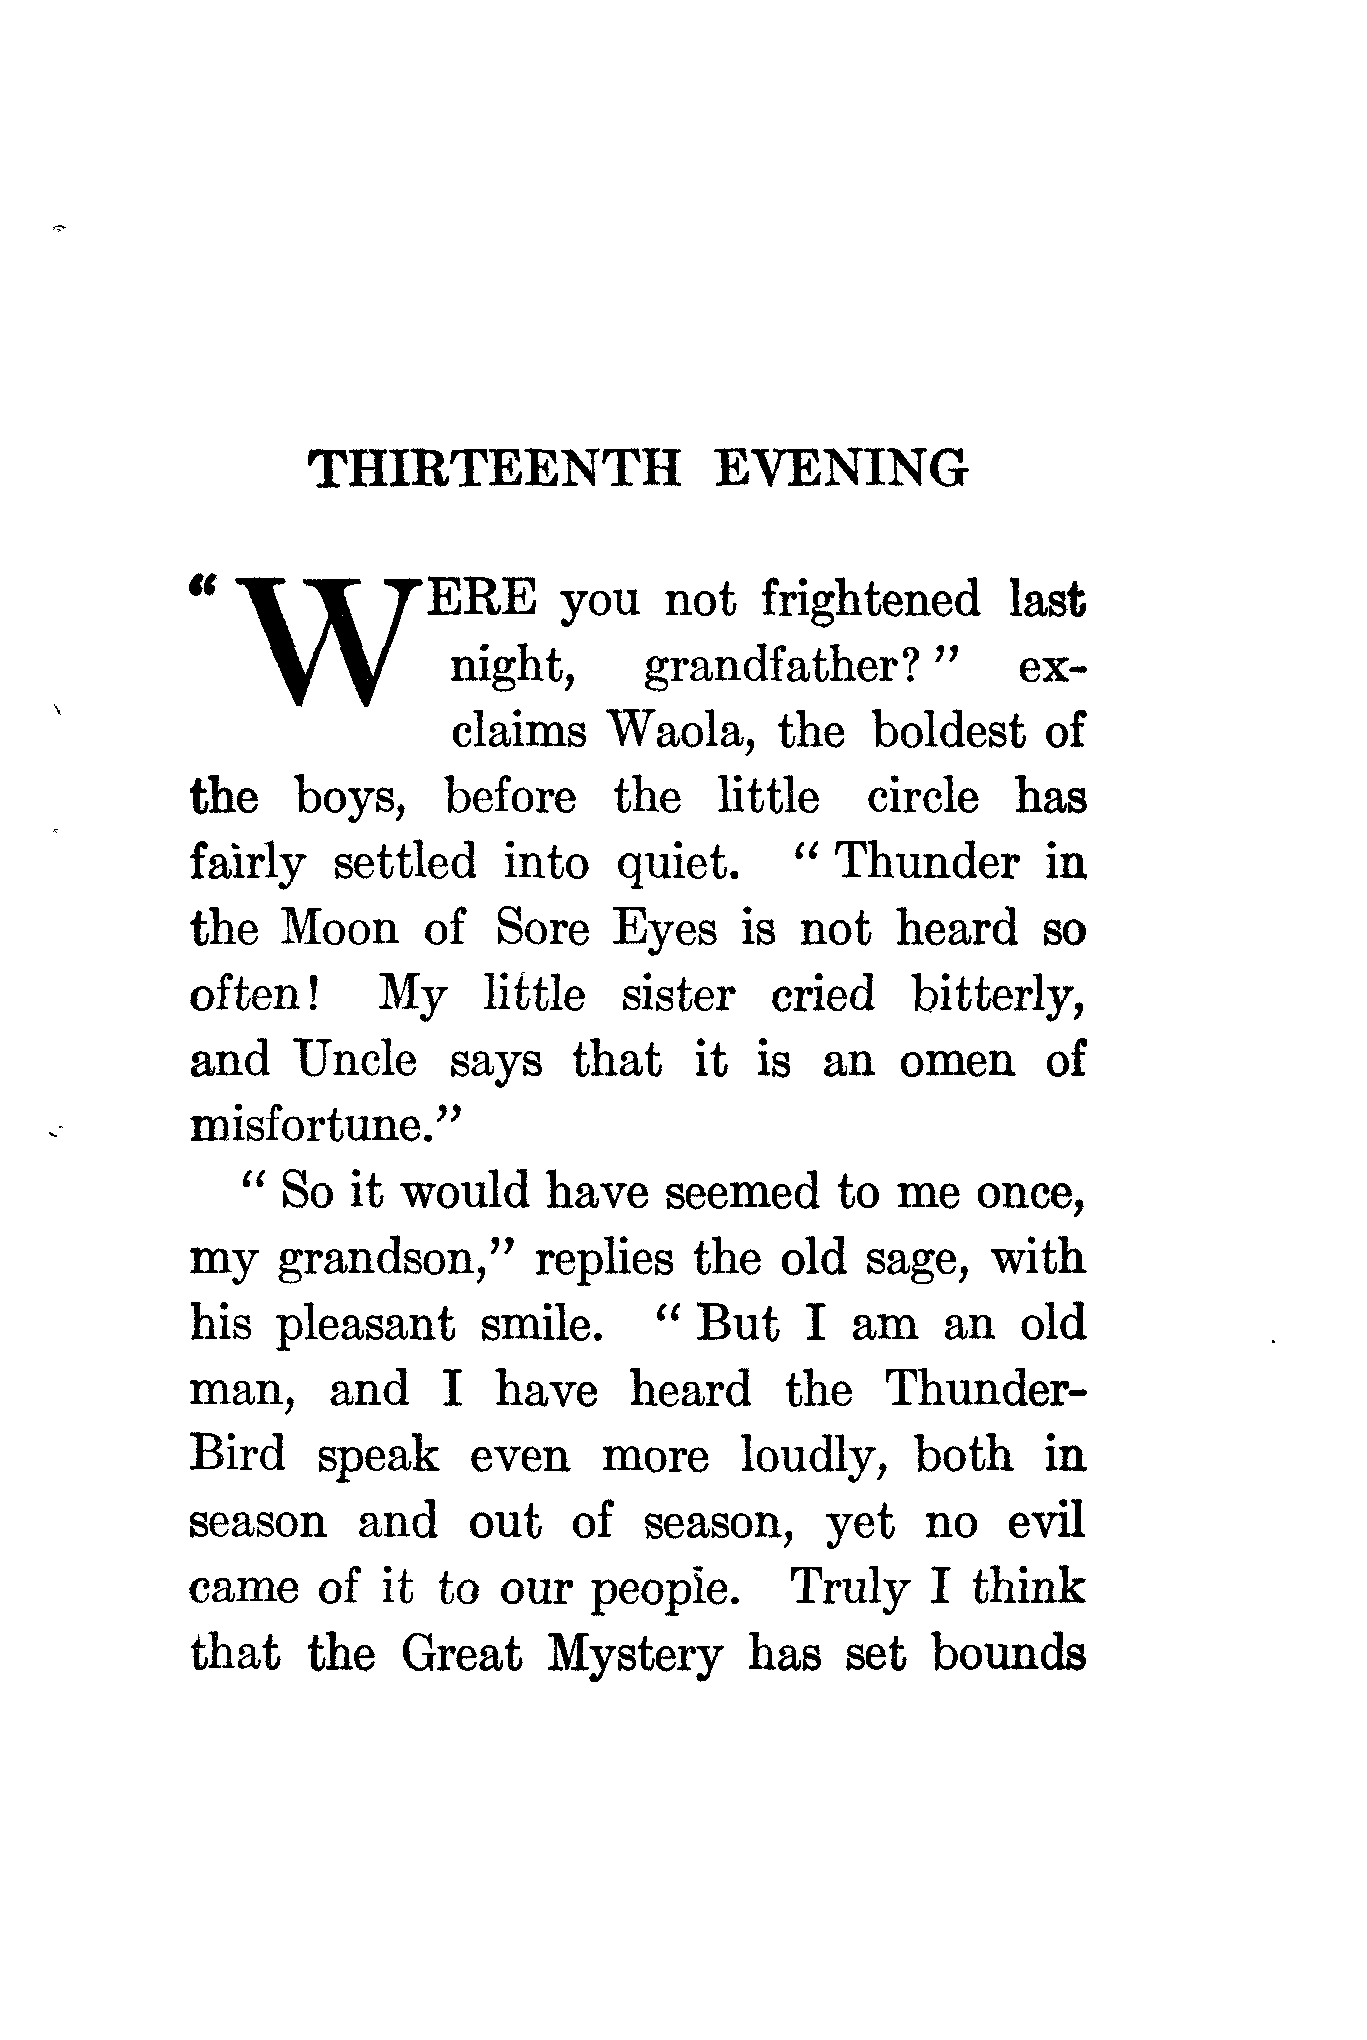 THIRTEENTH EVENING
“WERE you not frightened last
night, grandfather?” ex-
claims Waola, the boldest of
the boys, before the little circle has
fairly settled into quiet. “Thunder in
the Moon of Sore Eyes is not heard so
often! My little sister cried bitterly,
and Uncle says that it is an omen of
misfortune.”
“So it would have seemed to me once,
my grandson,” replies the old sage, with
his pleasant smile. “But I am an old
man, and I have heard the Thunder-
Bird speak even more loudly, both in
season and out of season, yet no evil
came of it to our people. Truly I think
that the Great Mystery has set bounds